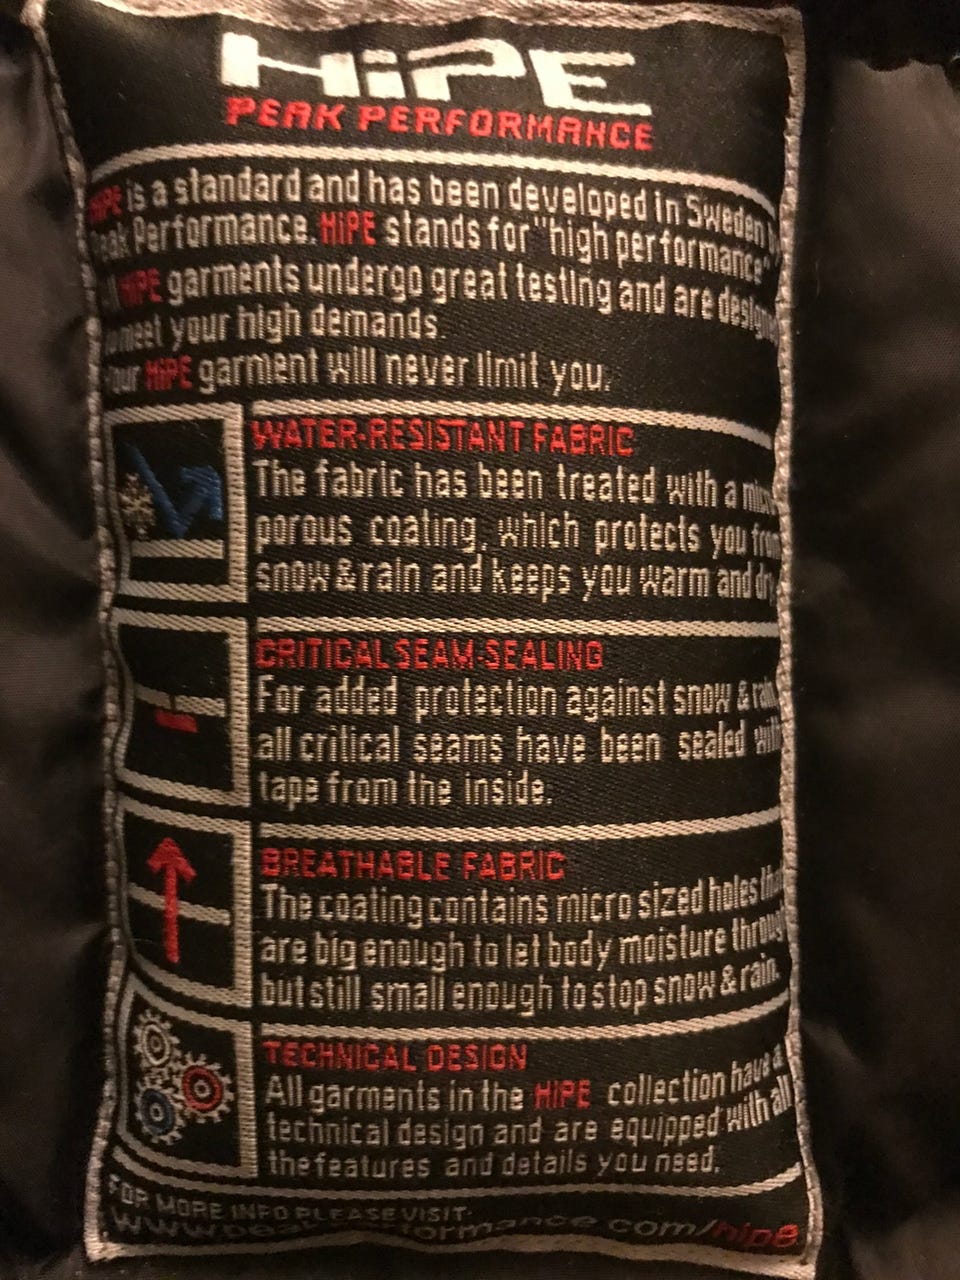 HiPE
PEAK PERFORMANCE
HiPE is a standard and has been developed in Sweden
Peak Performance. HiPE stands for "high performance"
HiPE garments undergo great testing and are
meet your high demands.
Your HiPE garment will never limit you.
WATER-RESISTANT FABRIC
The fabric has been treated with a
porous coating, which protects you from
snow & rain and keeps you warm and dry
CRITICAL SEAM-SEALING
For added protection against snow & rain,
all critical seams have been sealed with
tape from the inside.
BREATHABLE FABRIC
The coating contains micro sized holes that
are big enough to let body moisture through
but still small enough to stop snow & rain.
TECHNICAL DESIGN
All garments in the HiPE collection have a
technical design and are equipped with all
the features and details you need.
FOR MORE INFO PLEASE VISIT:
www.peakperformance.com/hipe